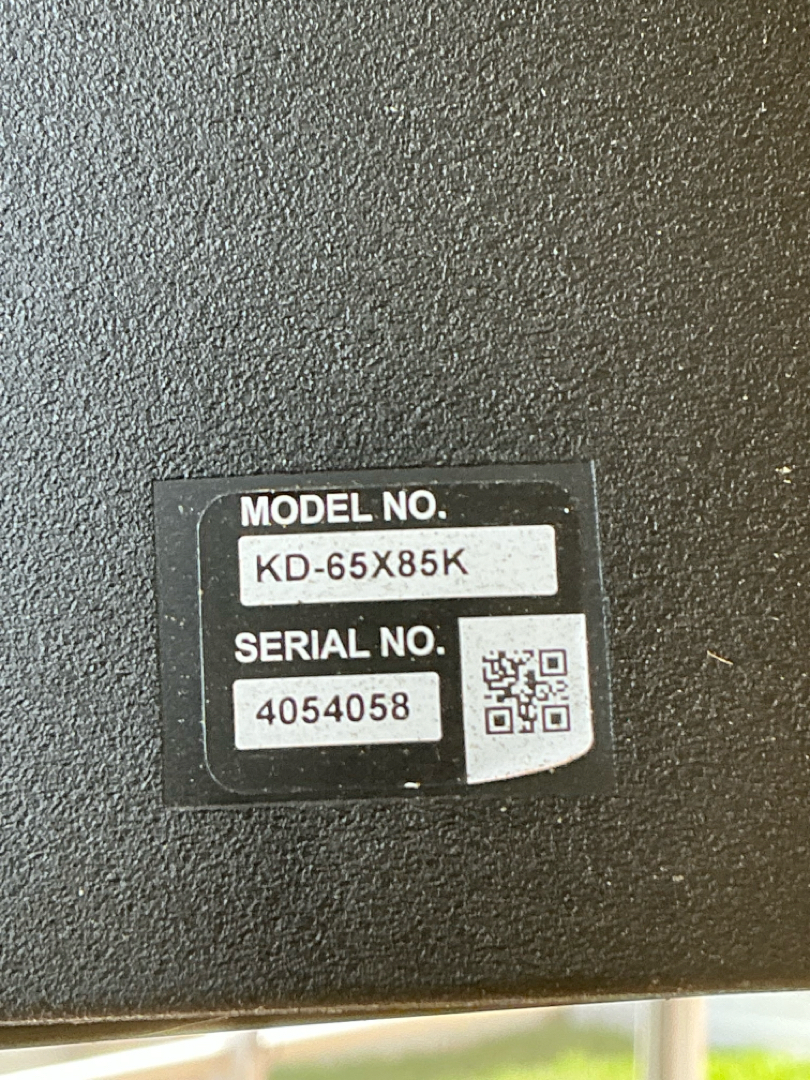 MODEL NO.
KD-65X85K
SERIAL NO.
4054058